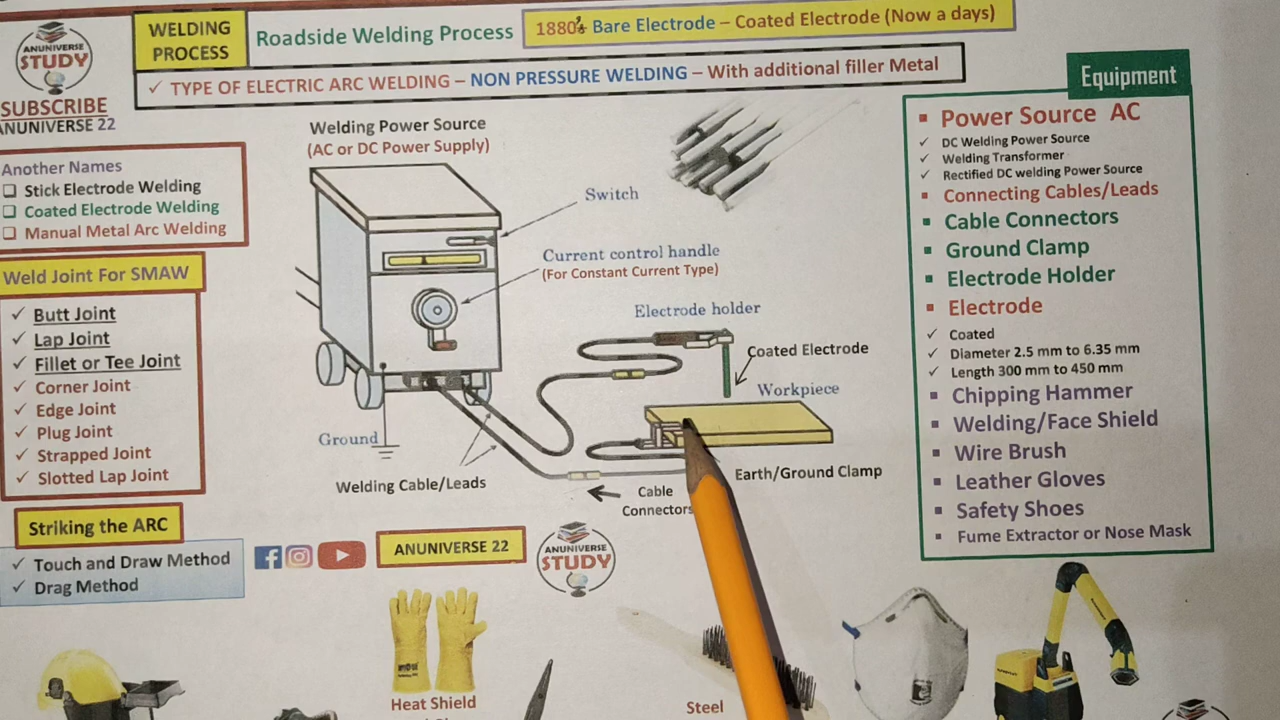 ANUNIVERSE
STUDY
SUBSCRIBE
ANUNIVERSE 22
WELDING
PROCESS
Roadside Welding Process
1880's Bare Electrode – Coated Electrode (Now a days)
✓ TYPE OF ELECTRIC ARC WELDING – NON PRESSURE WELDING – With additional filler Metal
Another Names
❑ Stick Electrode Welding
❑ Coated Electrode Welding
❑ Manual Metal Arc Welding
Weld Joint For SMAW
✓ Butt Joint
✓ Lap Joint
✓ Fillet or Tee Joint
✓ Corner Joint
✓ Edge Joint
✓ Plug Joint
✓ Strapped Joint
✓ Slotted Lap Joint
Striking the ARC
✓ Touch and Draw Method
✓ Drag Method
Welding Power Source
(AC or DC Power Supply)
Switch
Current control handle
(For Constant Current Type)
Electrode holder
Coated Electrode
Workpiece
Ground
Welding Cable/Leads
Cable
Connectors
Earth/Ground Clamp
Equipment
▪ Power Source AC
✓ DC Welding Power Source
✓ Welding Transformer
✓ Rectified DC welding Power Source
▪ Connecting Cables/Leads
▪ Cable Connectors
▪ Ground Clamp
▪ Electrode Holder
▪ Electrode
✓ Coated
✓ Diameter 2.5 mm to 6.35 mm
✓ Length 300 mm to 450 mm
▪ Chipping Hammer
▪ Welding/Face Shield
▪ Wire Brush
▪ Leather Gloves
▪ Safety Shoes
▪ Fume Extractor or Nose Mask
ANUNIVERSE 22
ANUNIVERSE
STUDY
Heat Shield
Steel